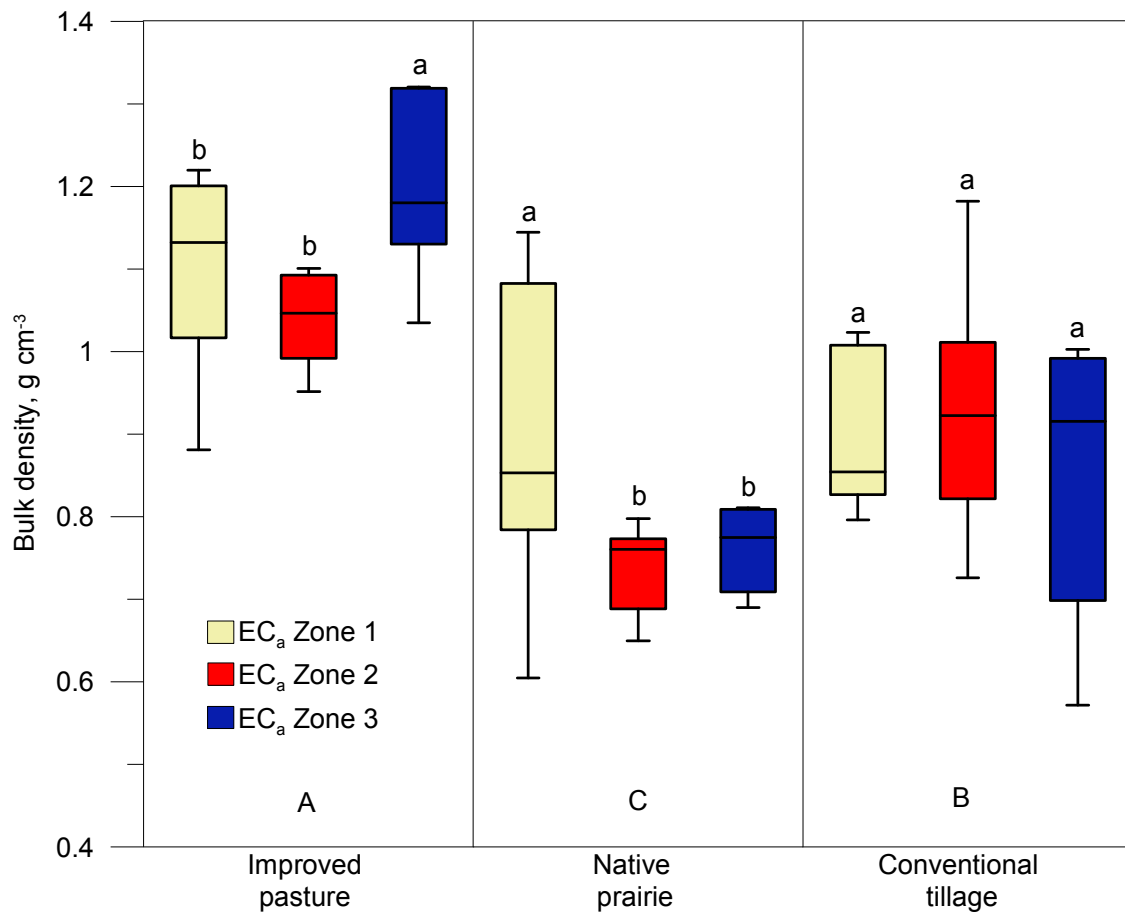 Bulk density, g cm⁻³
1.4
1.2
1
0.8
0.6
0.4
b
b
a
a
b
b
a
a
a
ECₐ Zone 1
ECₐ Zone 2
ECₐ Zone 3
A
C
B
Improved
pasture
Native
prairie
Conventional
tillage